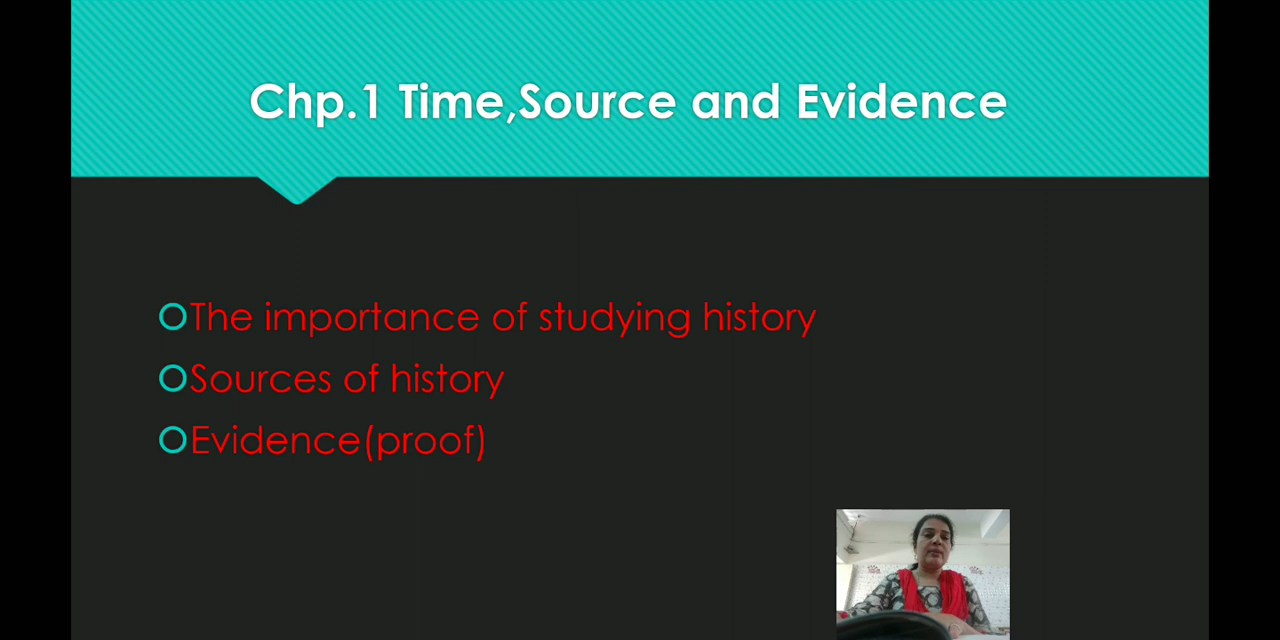 Chp.1 Time,Source and Evidence
The importance of studying history
Sources of history
Evidence(proof)